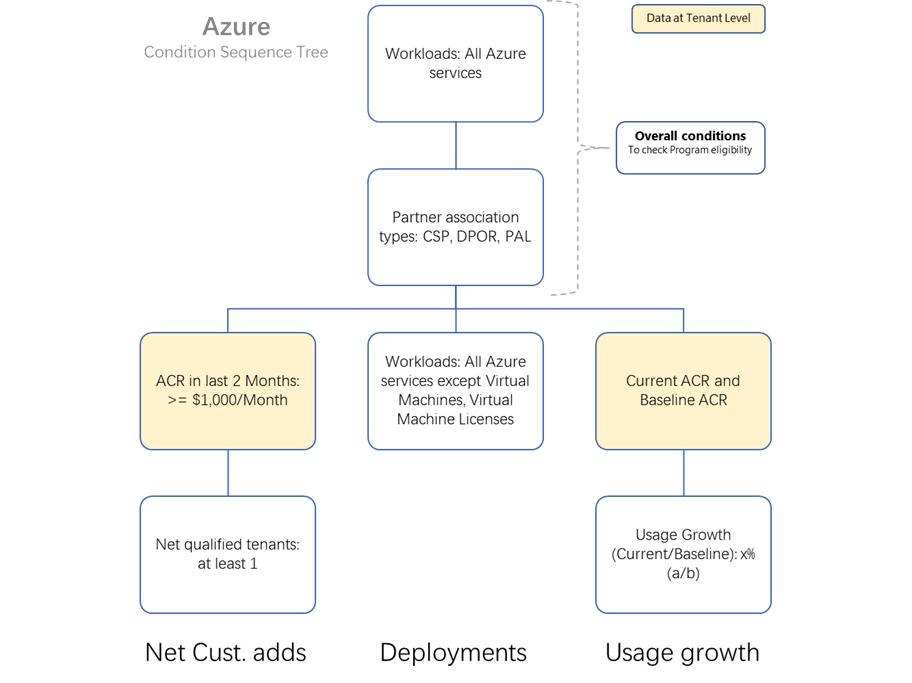 Azure
Condition Sequence Tree
Workloads: All Azure
services
Data at Tenant Level
Overall conditions
To check Program eligibility
Partner association
types: CSP, DPOR, PAL
ACR in last 2 Months:
>= $1,000/Month
Workloads: All Azure
services except Virtual
Machines, Virtual
Machine Licenses
Current ACR and
Baseline ACR
Net qualified tenants:
at least 1
Usage Growth
(Current/Baseline): x%
(a/b)
Net Cust. adds
Deployments
Usage growth